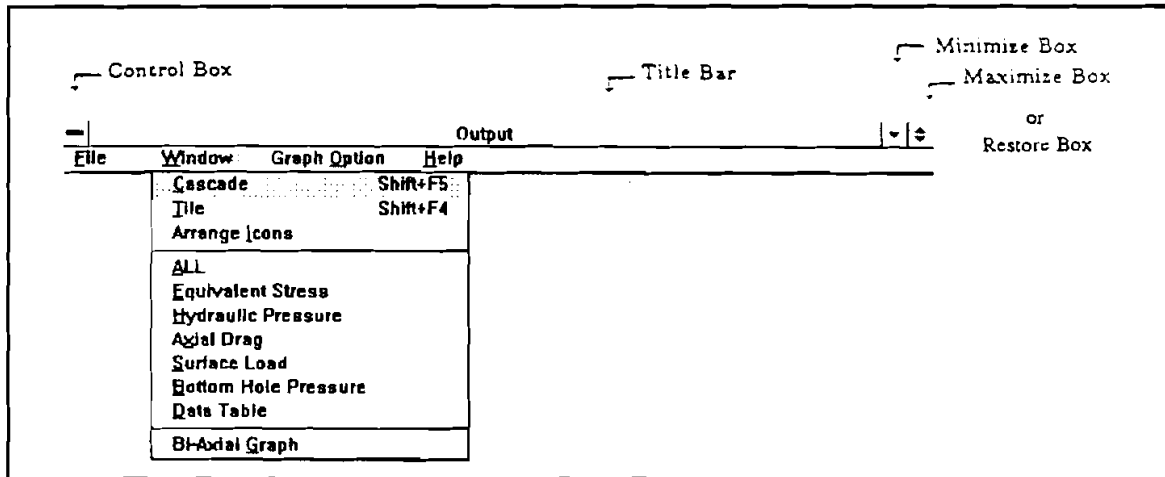 Minimize Box
Control Box
Title Bar
Maximize Box
or
Restore Box
Output
File Window Graph Option Help
Cascade Shift+F5
Tile Shift+F4
Arrange Icons
ALL
Equivalent Stress
Hydraulic Pressure
Axial Drag
Surface Load
Bottom Hole Pressure
Data Table
Bi-Axial Graph